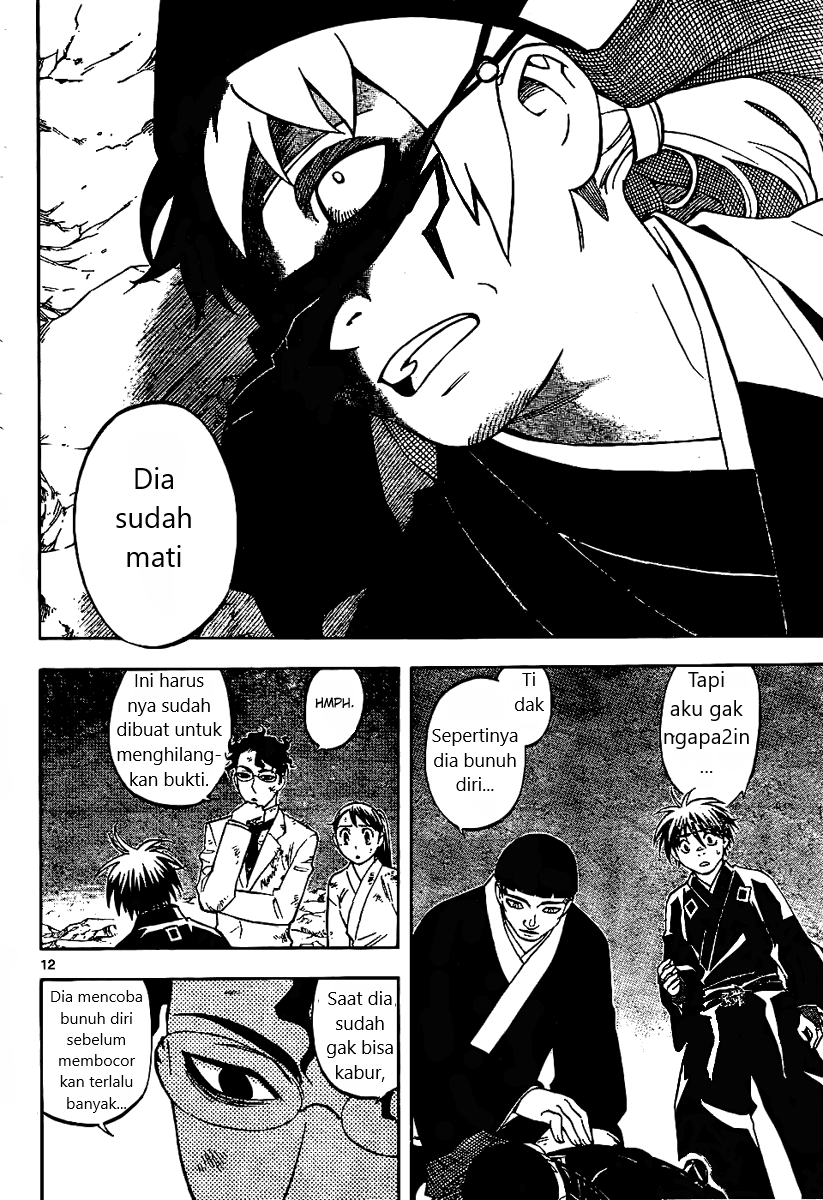 Dia
sudah
mati
Tapi
aku gak
ngapa2in
...
Ti
dak
Sepertinya
dia bunuh
diri...
HMPH.
Ini harus
nya sudah
dibuat untuk
menghilang-
kan bukti.
12
Saat dia
sudah
gak bisa
kabur,
Dia mencoba
bunuh diri
sebelum
membocor
kan terlalu
banyak...